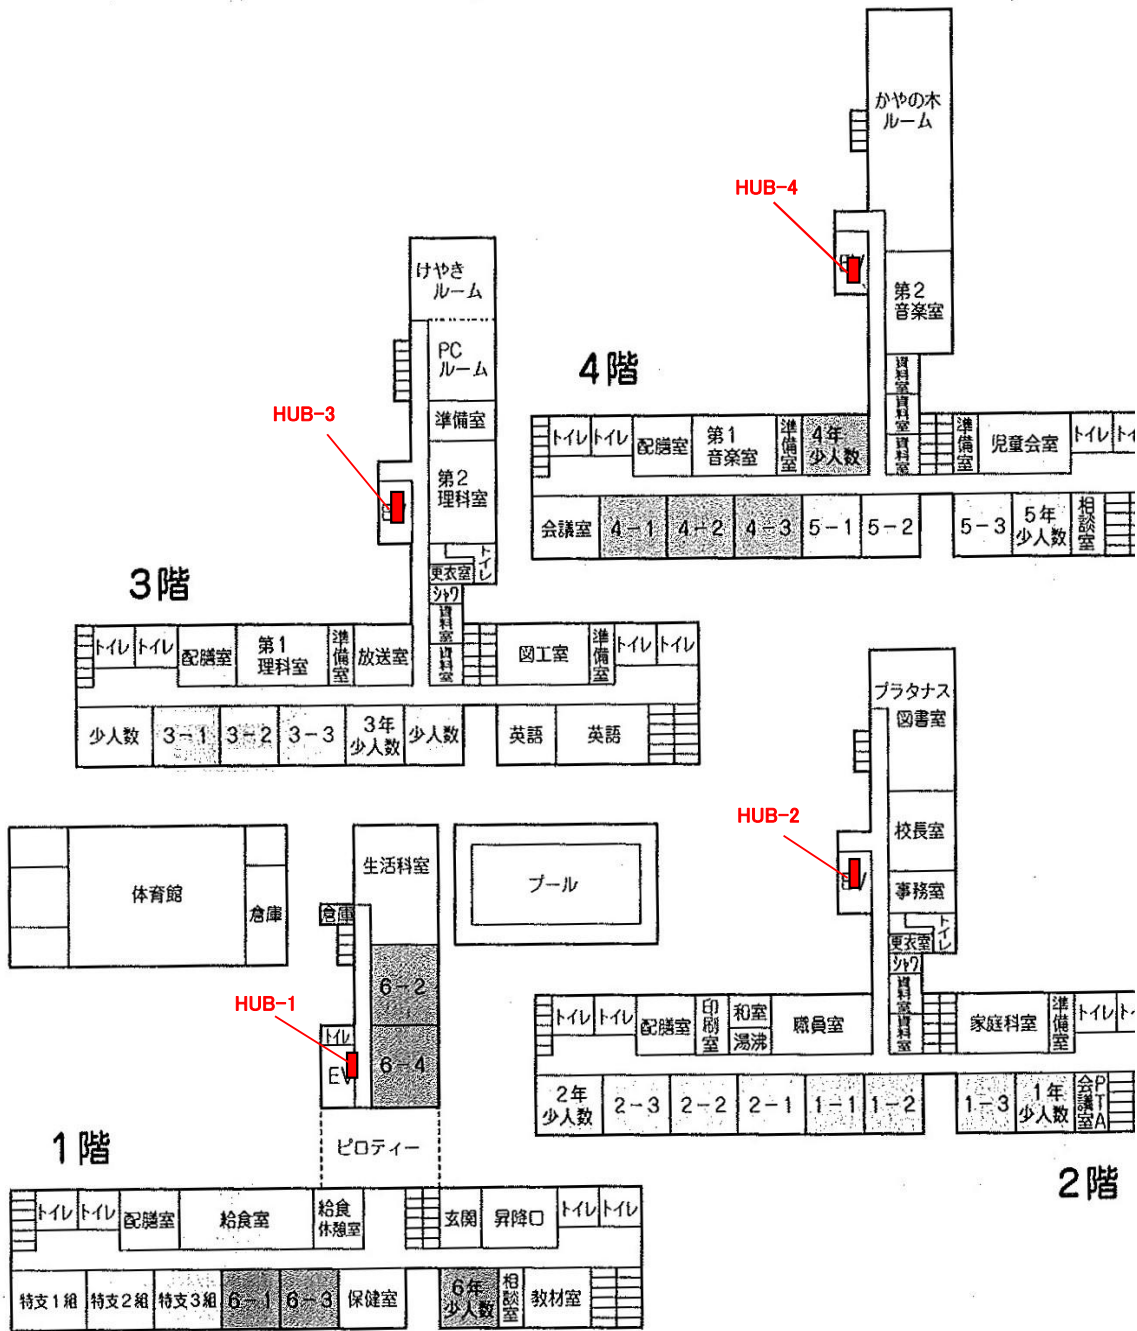 かやの木
ルーム
HUB-4
EV
第2
音楽室
資料室
資料室
資料室
4階
トイレ
トイレ
配膳室
第1
音楽室
準備室
4年
少人数
準備室
児童会室
トイレ
会議室
4-1
4-2
4-3
5-1
5-2
5-3
5年
少人数
相談室
けやき
ルーム
PC
ルーム
準備室
HUB-3
第2
理科室
トイレ
更衣室
シャワ
資料室
資料室
3階
トイレ
トイレ
配膳室
第1
理科室
準備室
放送室
図工室
準備室
トイレ
トイレ
少人数
3-1
3-2
3-3
3年
少人数
少人数
英語
英語
プラタナス
図書室
HUB-2
校長室
事務室
トイレ
更衣室
シャワ
資料室
資料室
トイレ
トイレ
配膳室
印刷室
和室
湯沸
職員室
家庭科室
準備室
トイレ
2年
少人数
2-3
2-2
2-1
1-1
1-2
1-3
1年
少人数
PTA
会議室
2階
体育館
倉庫
生活科室
倉庫
プール
6-2
HUB-1
トイレ
EV
6-4
ピロティー
1階
トイレ
トイレ
配膳室
給食室
給食
休憩室
玄関
昇降口
トイレ
トイレ
特支1組
特支2組
特支3組
6-1
6-3
保健室
6年
少人数
相談室
教材室